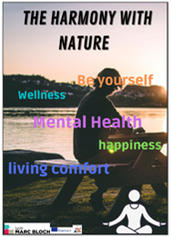 THE HARMONY WITH
NATURE
Be yourself
Wellness
Mental Health
happiness
living comfort
MARC BLOCH